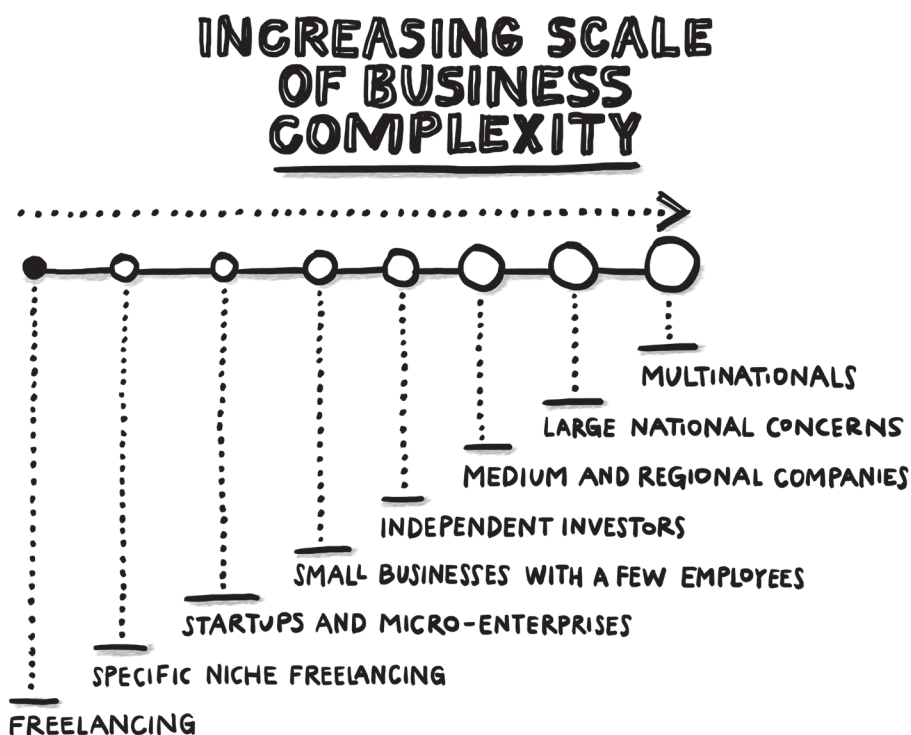 INCREASING SCALE
OF BUSINESS
COMPLEXITY
MULTINATIONALS
LARGE NATIONAL CONCERNS
MEDIUM AND REGIONAL COMPANIES
INDEPENDENT INVESTORS
SMALL BUSINESSES WITH A FEW EMPLOYEES
STARTUPS AND MICRO-ENTERPRISES
SPECIFIC NICHE FREELANCING
FREELANCING